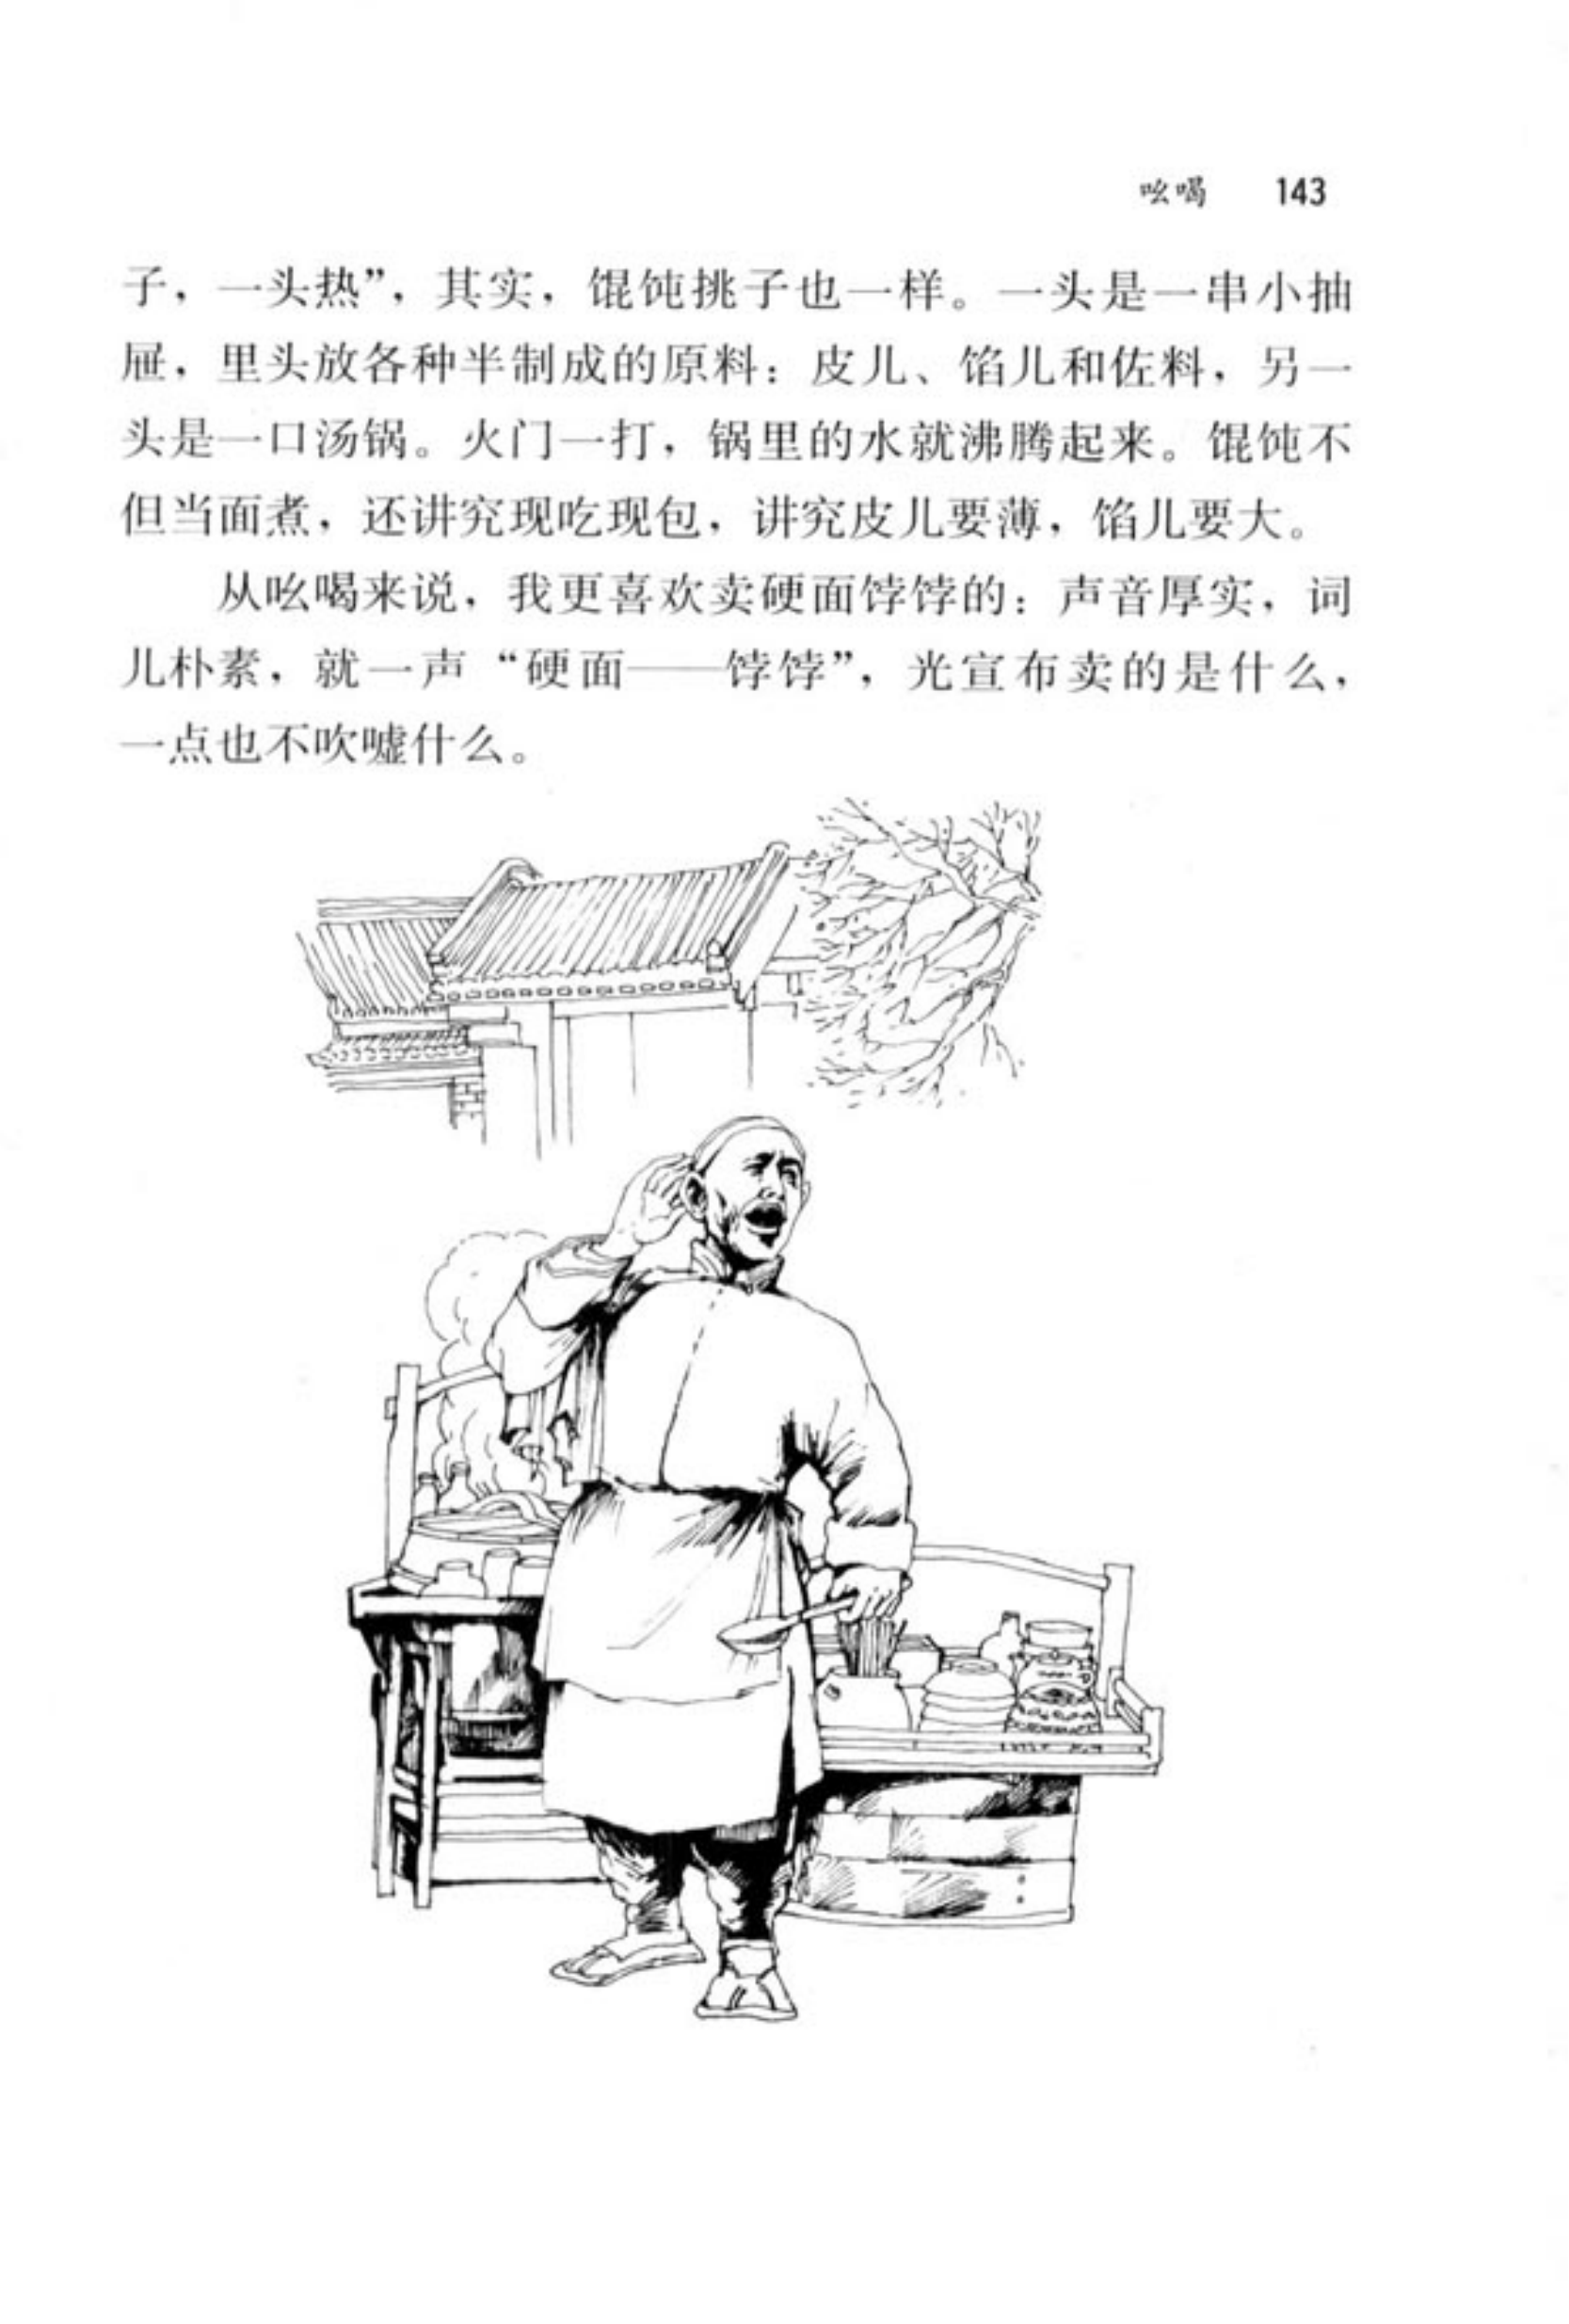 吆喝 143
子，一头热”，其实，馄饨挑子也一样。一头是一串小抽
屉，里头放各种半制成的原料：皮儿、馅儿和佐料，另一
头是一口汤锅。火门一打，锅里的水就沸腾起来。馄饨不
但当面煮，还讲究现吃现包，讲究皮儿要薄，馅儿要大。
从吆喝来说，我更喜欢卖硬面饽饽的：声音厚实，词
儿朴素，就一声“硬面——饽饽”，光宣布卖的是什么，
一点也不吹嘘什么。